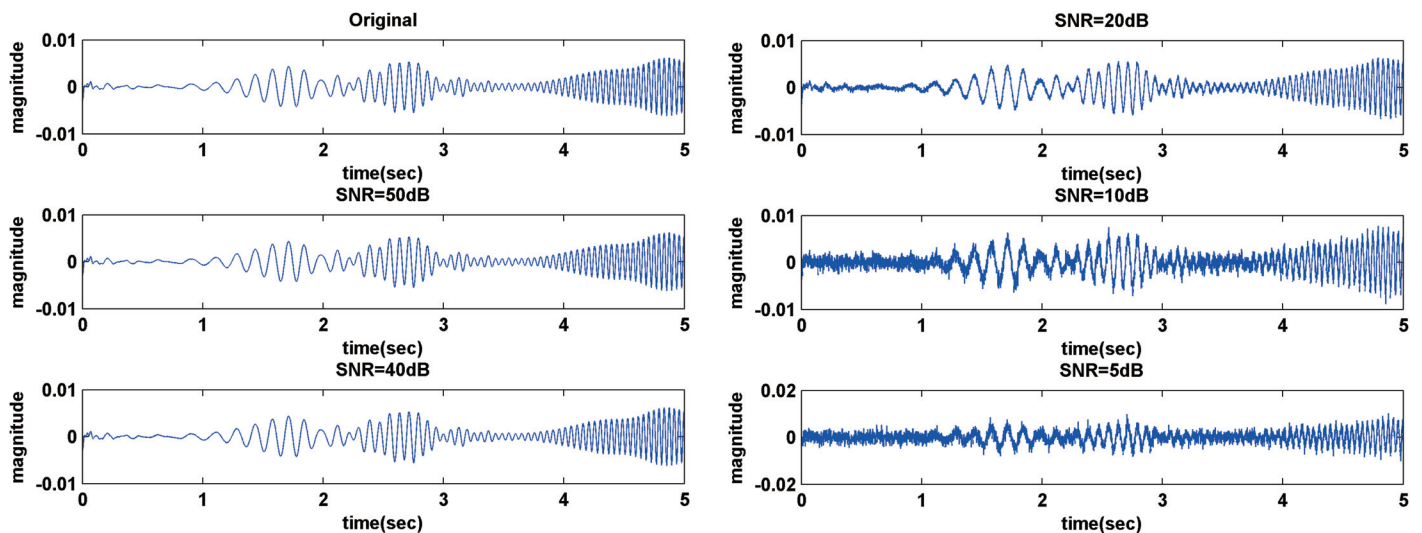 Original
0.01
0
-0.01
magnitude
0 1 2 3 4 5
time(sec)
SNR=50dB
0.01
0
-0.01
magnitude
0 1 2 3 4 5
time(sec)
SNR=40dB
0.01
0
-0.01
magnitude
0 1 2 3 4 5
time(sec)
SNR=20dB
0.01
0
-0.01
magnitude
0 1 2 3 4 5
time(sec)
SNR=10dB
0.01
0
-0.01
magnitude
0 1 2 3 4 5
time(sec)
SNR=5dB
0.02
0
-0.02
magnitude
0 1 2 3 4 5
time(sec)